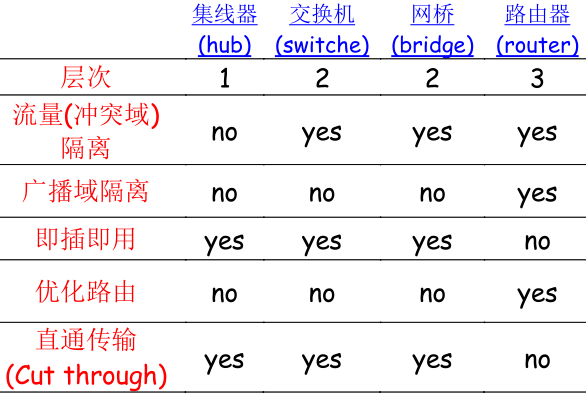 集线器 交换机 网桥 路由器
(hub) (switche) (bridge) (router)
层次 1 2 2 3
流量(冲突域)
隔离 no yes yes yes
广播域隔离 no no no yes
即插即用 yes yes yes no
优化路由 no no no yes
直通传输
(Cut through) yes yes yes no